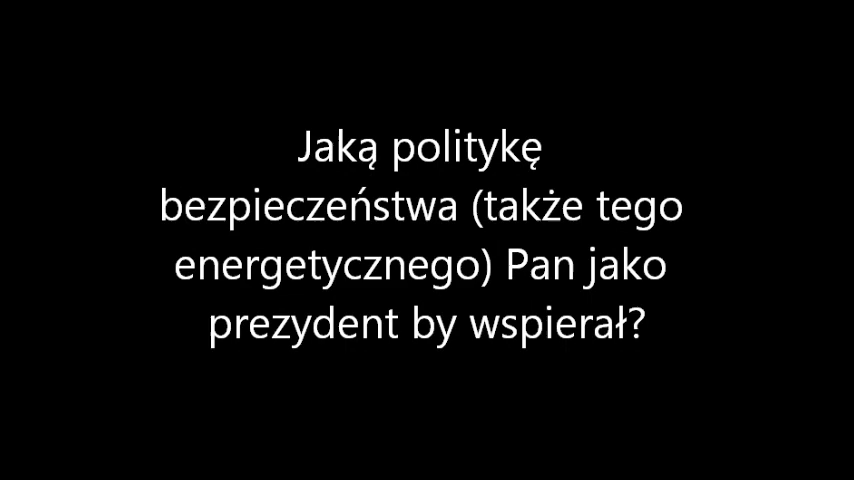 Jaką politykę
bezpieczeństwa (także tego
energetycznego) Pan jako
prezydent by wspierał?